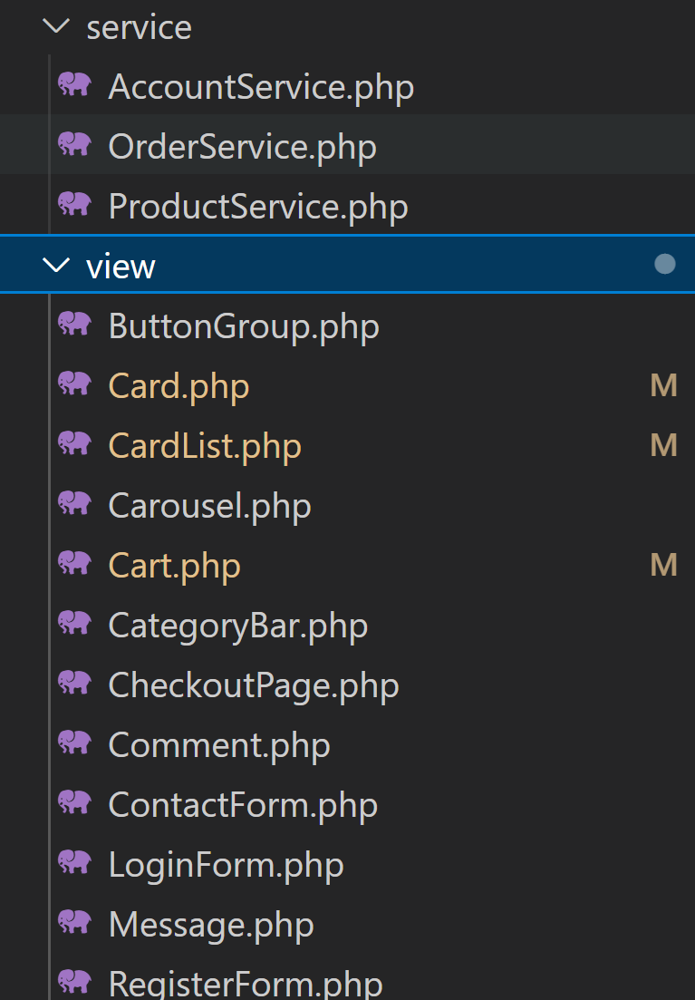 service
AccountService.php
OrderService.php
ProductService.php
view
ButtonGroup.php
Card.php M
CardList.php M
Carousel.php
Cart.php M
CategoryBar.php
CheckoutPage.php
Comment.php
ContactForm.php
LoginForm.php
Message.php
RegisterForm.php